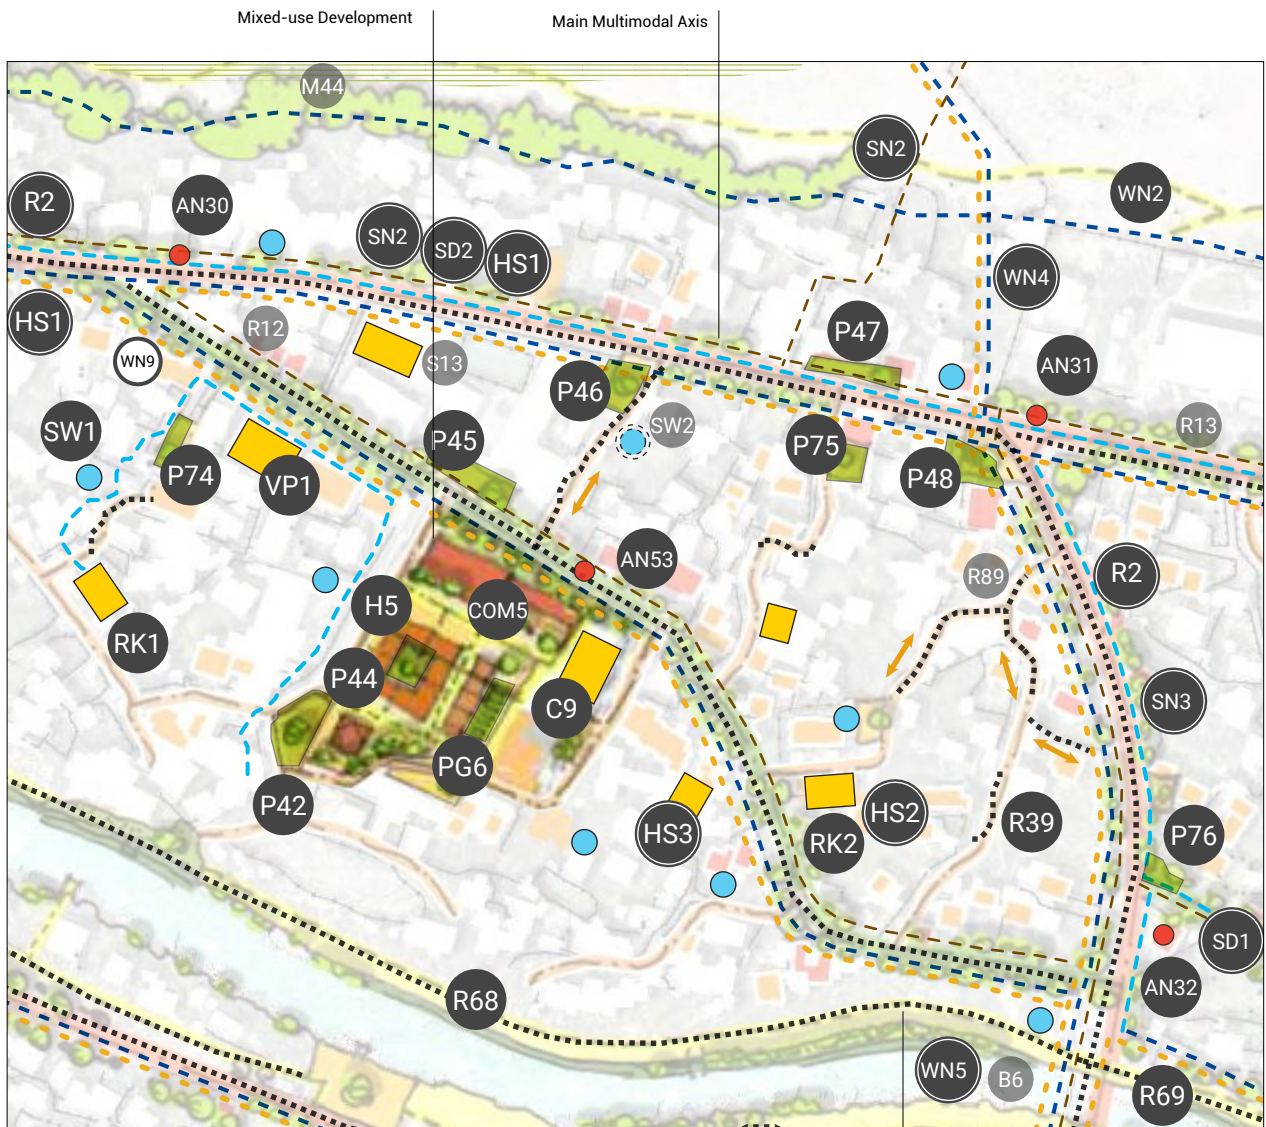 Mixed-use Development
Main Multimodal Axis
M44
SN2
R2
AN30
WN2
SN2
SD2
HS1
WN4
HS1
R12
P47
WN9
S13
AN31
P46
SW1
SW2
R13
P45
P75
P74
VP1
P48
AN53
R89
R2
H5
COM5
RK1
P44
SN3
C9
PG6
P42
HS3
RK2
HS2
R39
P76
SD1
AN32
R68
WN5
B6
R69